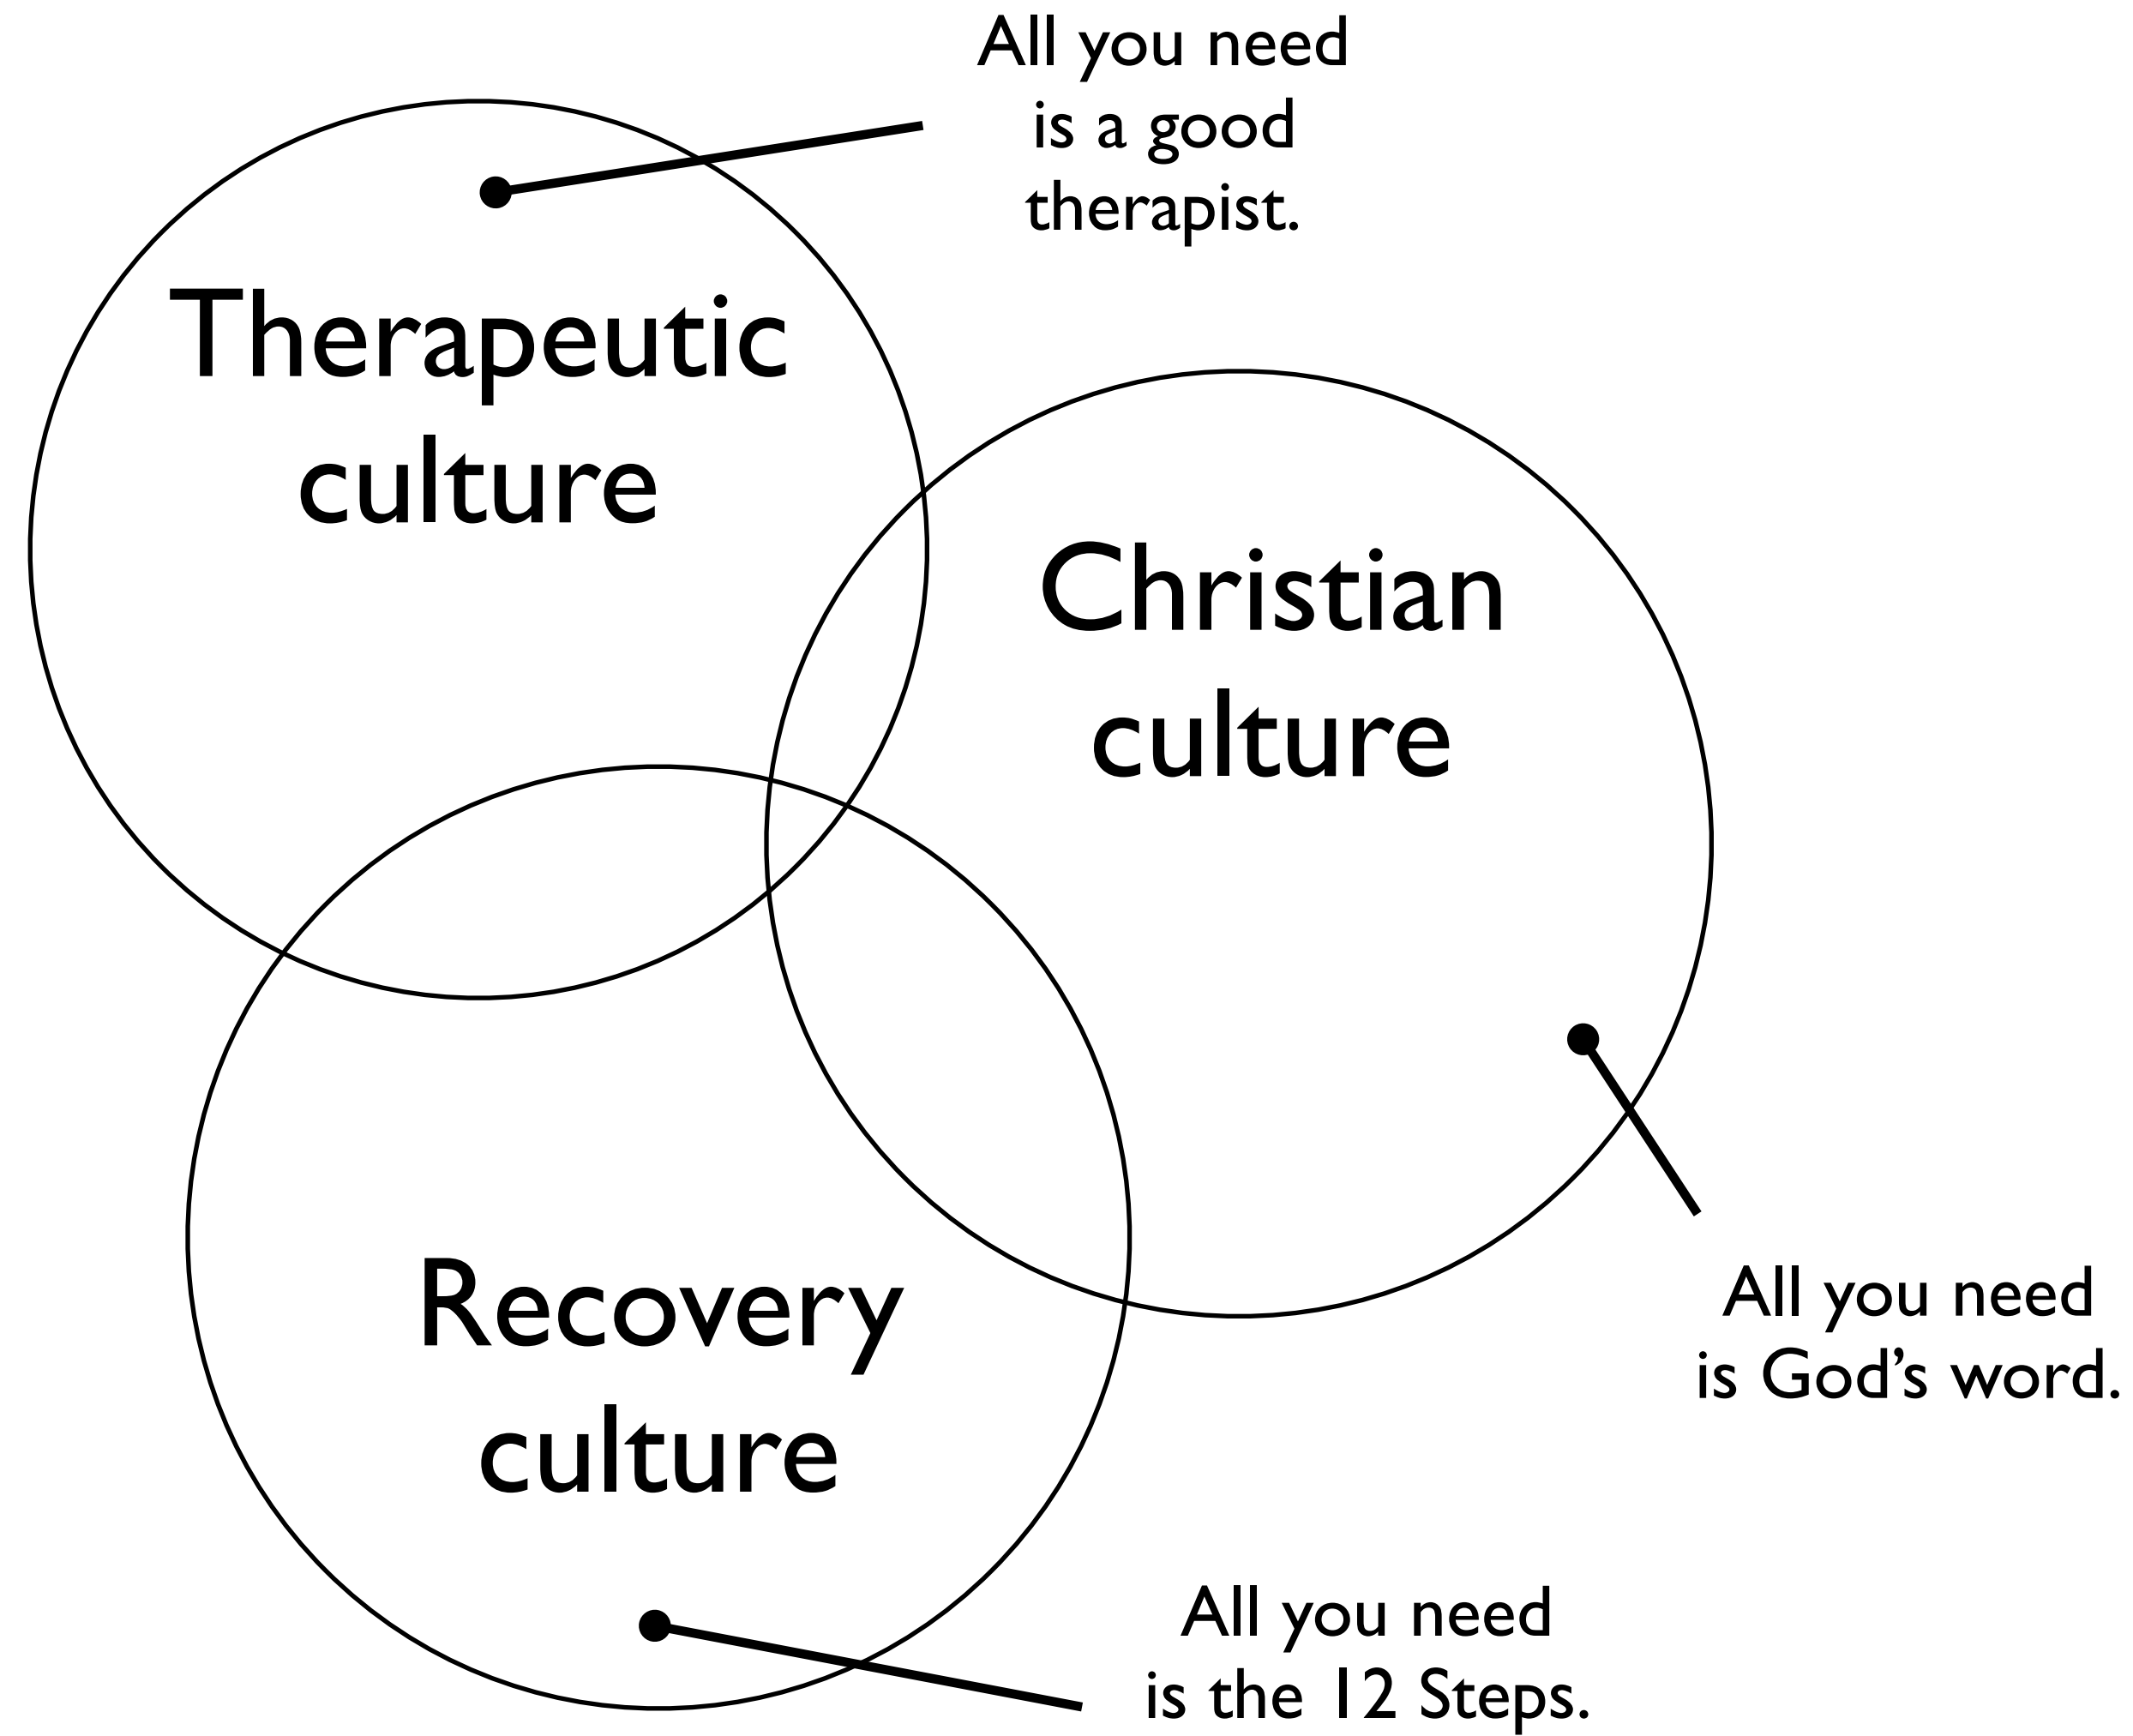 All you need
is a good
therapist.
Therapeutic
culture
Christian
culture
Recovery
culture
All you need
is God's word.
All you need
is the 12 Steps.